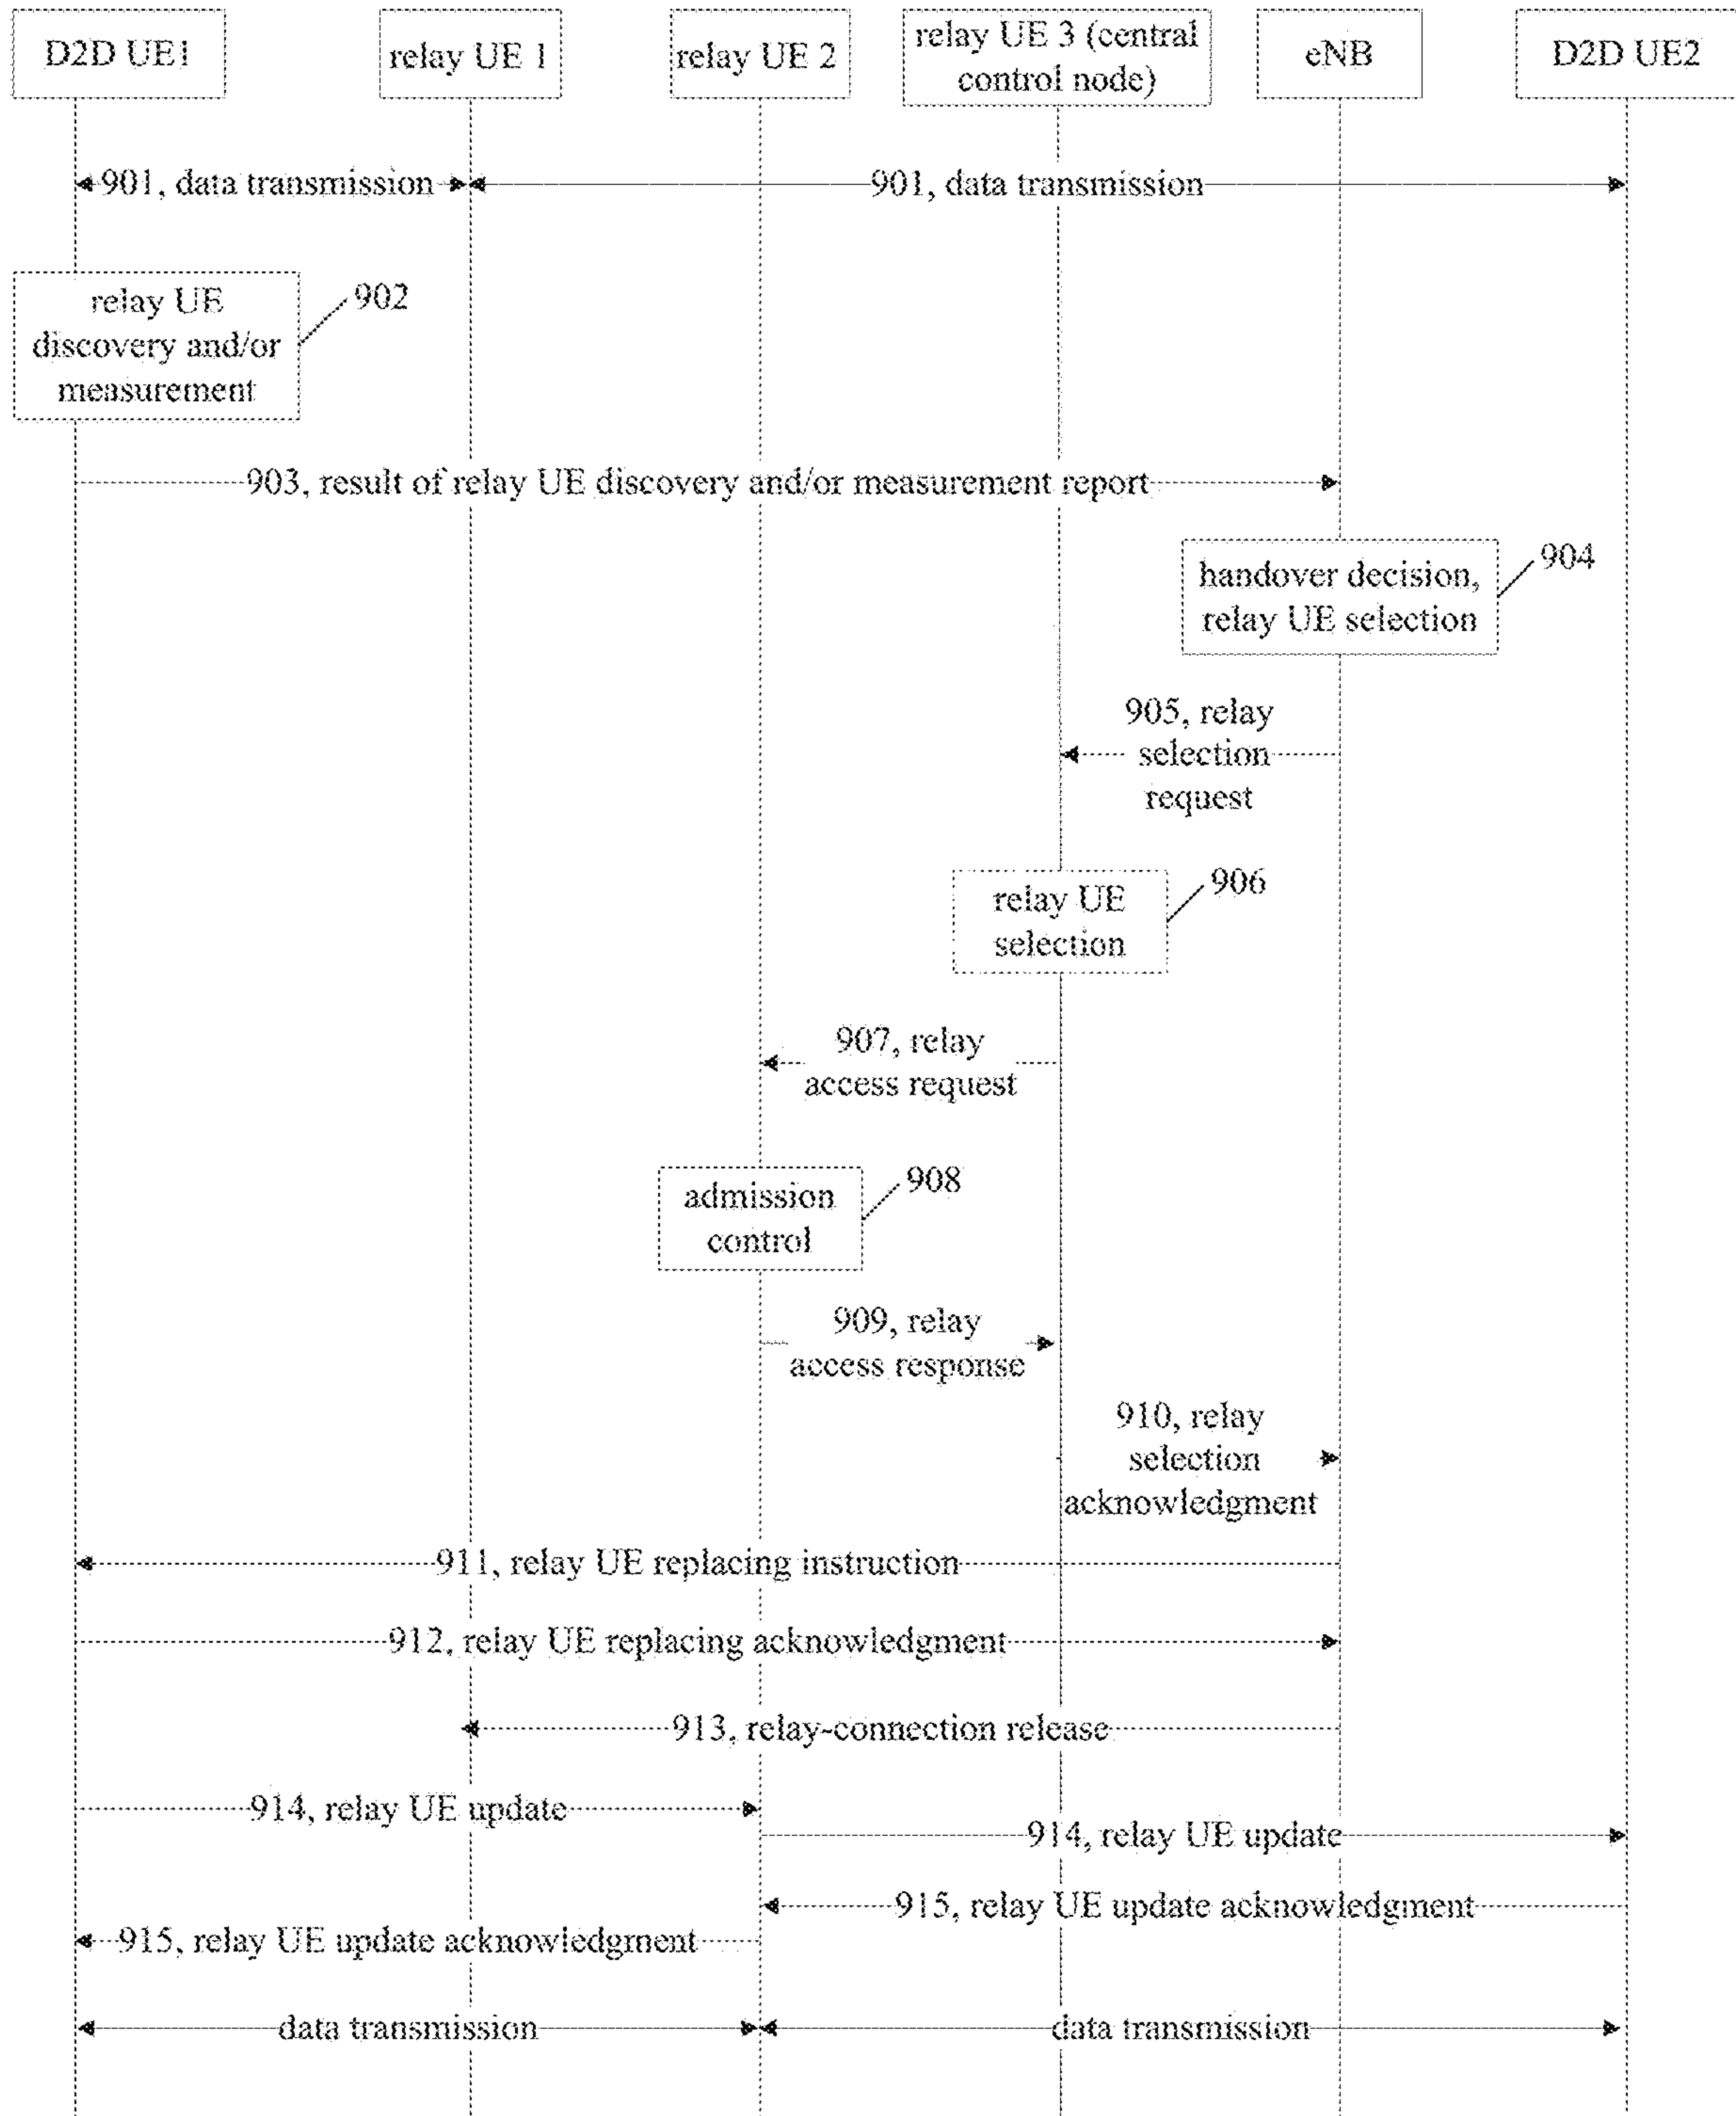 D2D UE1
relay UE 1
relay UE 2
relay UE 3 (central
control node)
eNB
D2D UE2
901, data transmission
901, data transmission
relay UE
discovery and/or
measurement
902
903, result of relay UE discovery and/or measurement report
handover decision,
relay UE selection
904
905, relay
selection
request
relay UE
selection
906
907, relay
access request
admission
control
908
909, relay
access response
910, relay
selection
acknowledgment
911, relay UE replacing instruction
912, relay UE replacing acknowledgment
913, relay-connection release
914, relay UE update
914, relay UE update
915, relay UE update acknowledgment
915, relay UE update acknowledgment
data transmission
data transmission